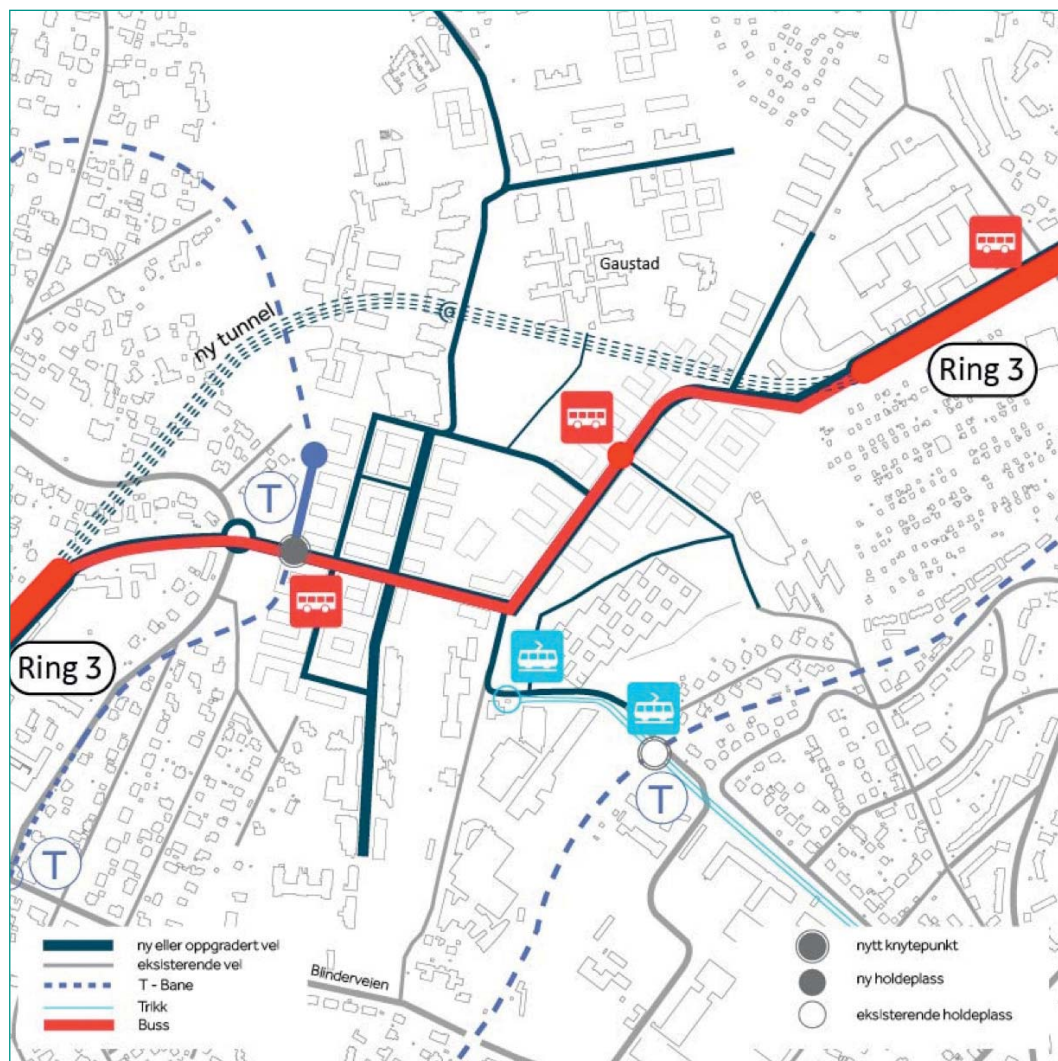 Gaustad
ny tunnel
Ring 3
T
Ring 3
T
T
Blinderveien
ny eller oppgradert vei
eksisterende vei
T - Bane
Trikk
Buss
nytt knytepunkt
ny holdeplass
eksisterende holdeplass